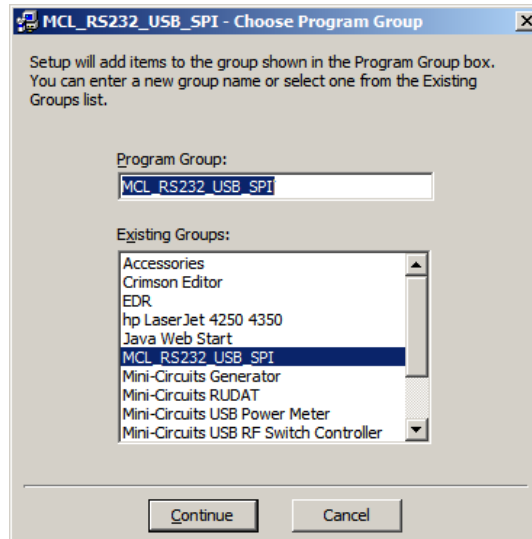 MCL_RS232_USB_SPI - Choose Program Group
Setup will add items to the group shown in the Program Group box.
You can enter a new group name or select one from the Existing
Groups list.
Program Group:
MCL_RS232_USB_SPI
Existing Groups:
Accessories
Crimson Editor
EDR
hp LaserJet 4250 4350
Java Web Start
MCL_RS232_USB_SPI
Mini-Circuits Generator
Mini-Circuits RUDAT
Mini-Circuits USB Power Meter
Mini-Circuits USB RF Switch Controller
Continue
Cancel